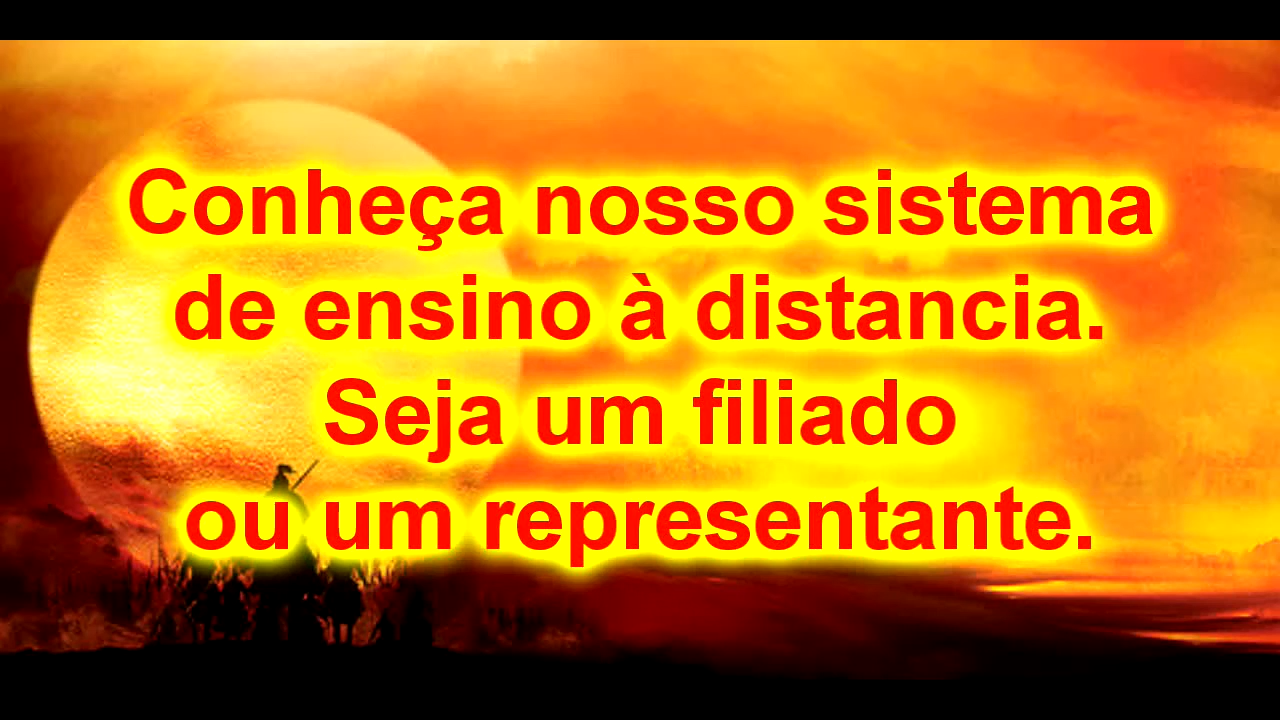 Conheça nosso sistema
de ensino à distancia.
Seja um filiado
ou um representante.